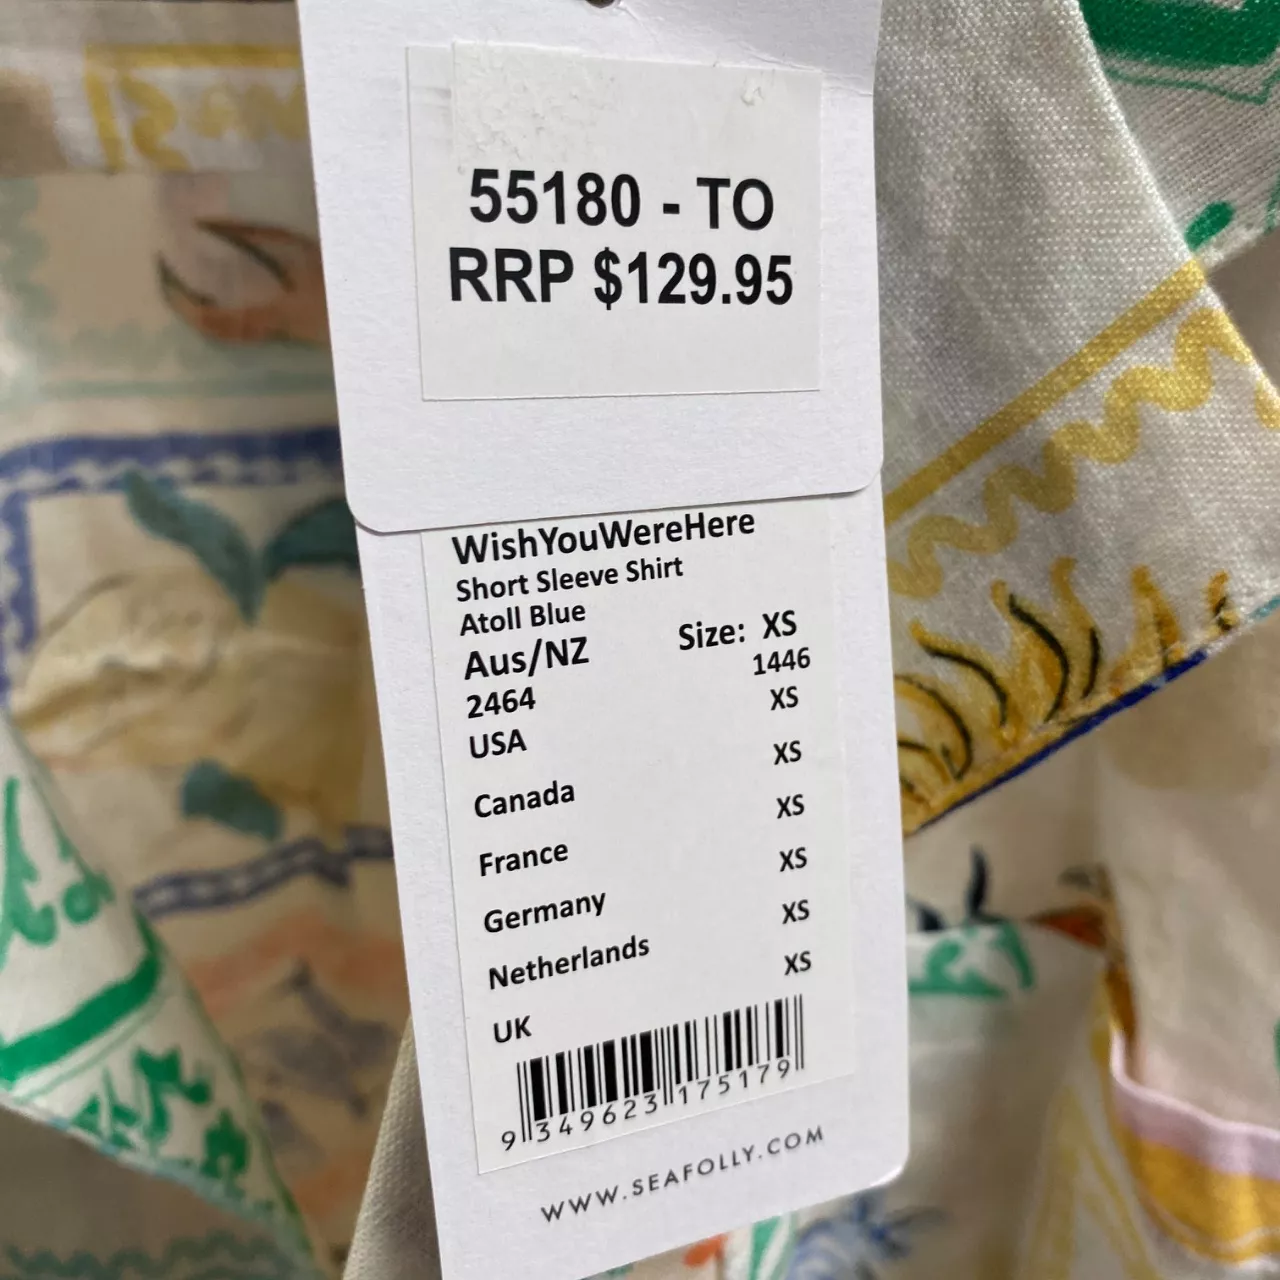 55180 - TO
RRP $129.95
WishYouWereHere
Short Sleeve Shirt
Atoll Blue
Aus/NZ Size: XS
2464 1446
USA XS
Canada XS
France XS
Germany XS
Netherlands XS
UK XS
9 349623 175179
WWW.SEAFOLLY.COM